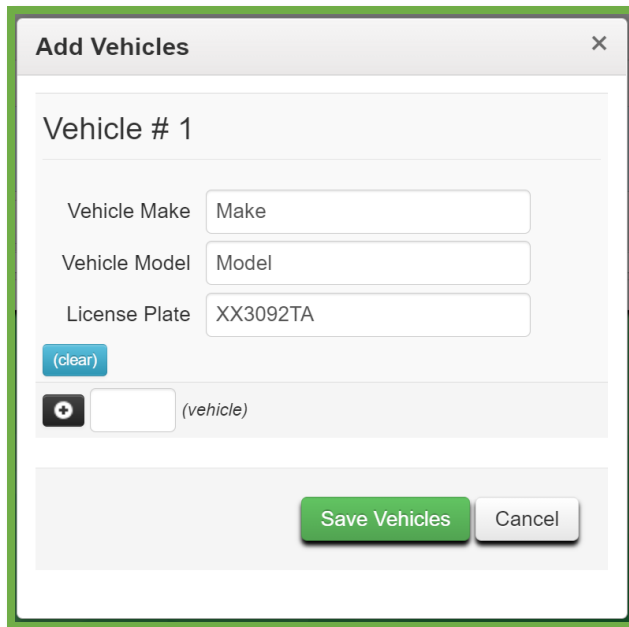 Add Vehicles ×
Vehicle # 1
Vehicle Make Make
Vehicle Model Model
License Plate XX3092TA
(clear)
(vehicle)
Save Vehicles Cancel